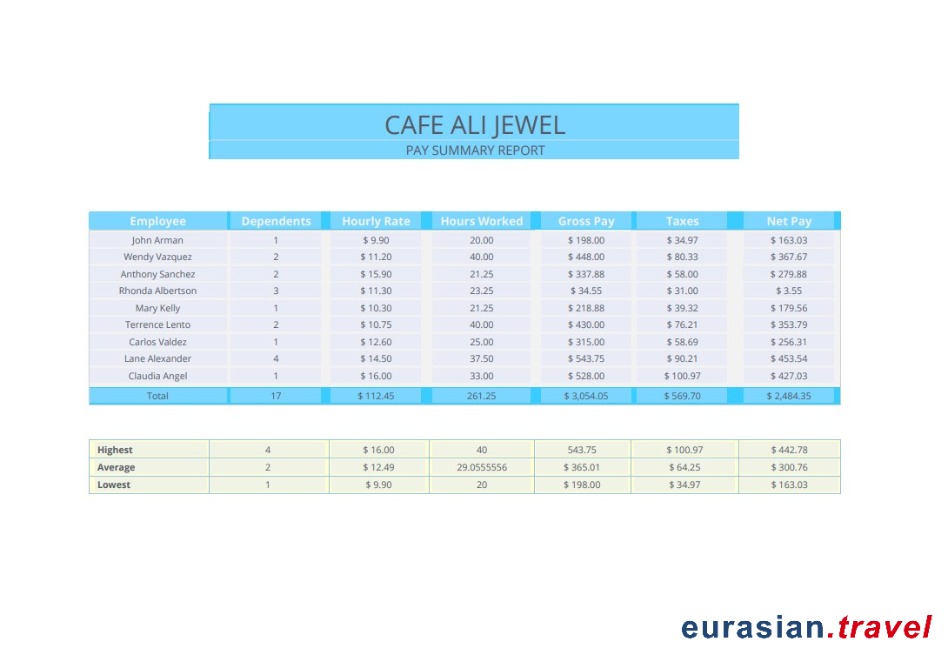 CAFE ALI JEWEL
PAY SUMMARY REPORT
Employee Dependents Hourly Rate Hours Worked Gross Pay Taxes Net Pay
John Arman 1 $ 9.90 20.00 $ 198.00 $ 34.97 $ 163.03
Wendy Vazquez 2 $ 11.20 40.00 $ 448.00 $ 80.33 $ 367.67
Anthony Sanchez 2 $ 15.90 21.25 $ 337.88 $ 58.00 $ 279.88
Rhonda Albertson 3 $ 11.30 23.25 $ 34.55 $ 31.00 $ 3.55
Mary Kelly 1 $ 10.30 21.25 $ 218.88 $ 39.32 $ 179.56
Terrence Lento 2 $ 10.75 40.00 $ 430.00 $ 76.21 $ 353.79
Carlos Valdez 1 $ 12.60 25.00 $ 315.00 $ 58.69 $ 256.31
Lane Alexander 4 $ 14.50 37.50 $ 543.75 $ 90.21 $ 453.54
Claudia Angel 1 $ 16.00 33.00 $ 528.00 $ 100.97 $ 427.03
Total 17 $ 112.45 261.25 $ 3,054.05 $ 569.70 $ 2,484.35
Highest 4 $ 16.00 40 543.75 $ 100.97 $ 442.78
Average 2 $ 12.49 29.0555556 $ 365.01 $ 64.25 $ 300.76
Lowest 1 $ 9.90 20 $ 198.00 $ 34.97 $ 163.03
eurasian.travel